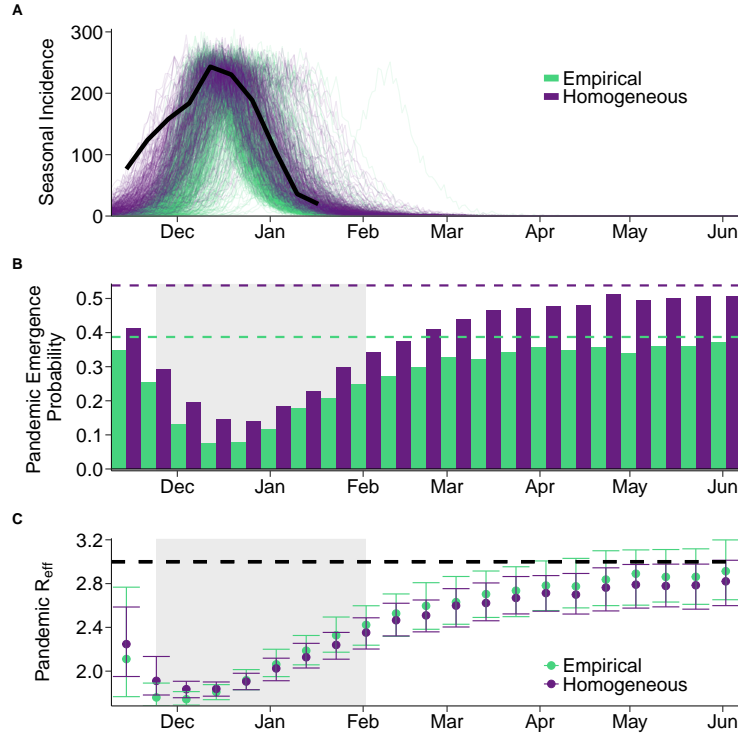 A
Seasonal Incidence
300
200
100
0
Empirical
Homogeneous
Dec Jan Feb Mar Apr May Jun
B
Pandemic Emergence
Probability
0.5
0.4
0.3
0.2
0.1
0.0
Dec Jan Feb Mar Apr May Jun
C
Pandemic Reff
3.2
2.8
2.4
2.0
Empirical
Homogeneous
Dec Jan Feb Mar Apr May Jun